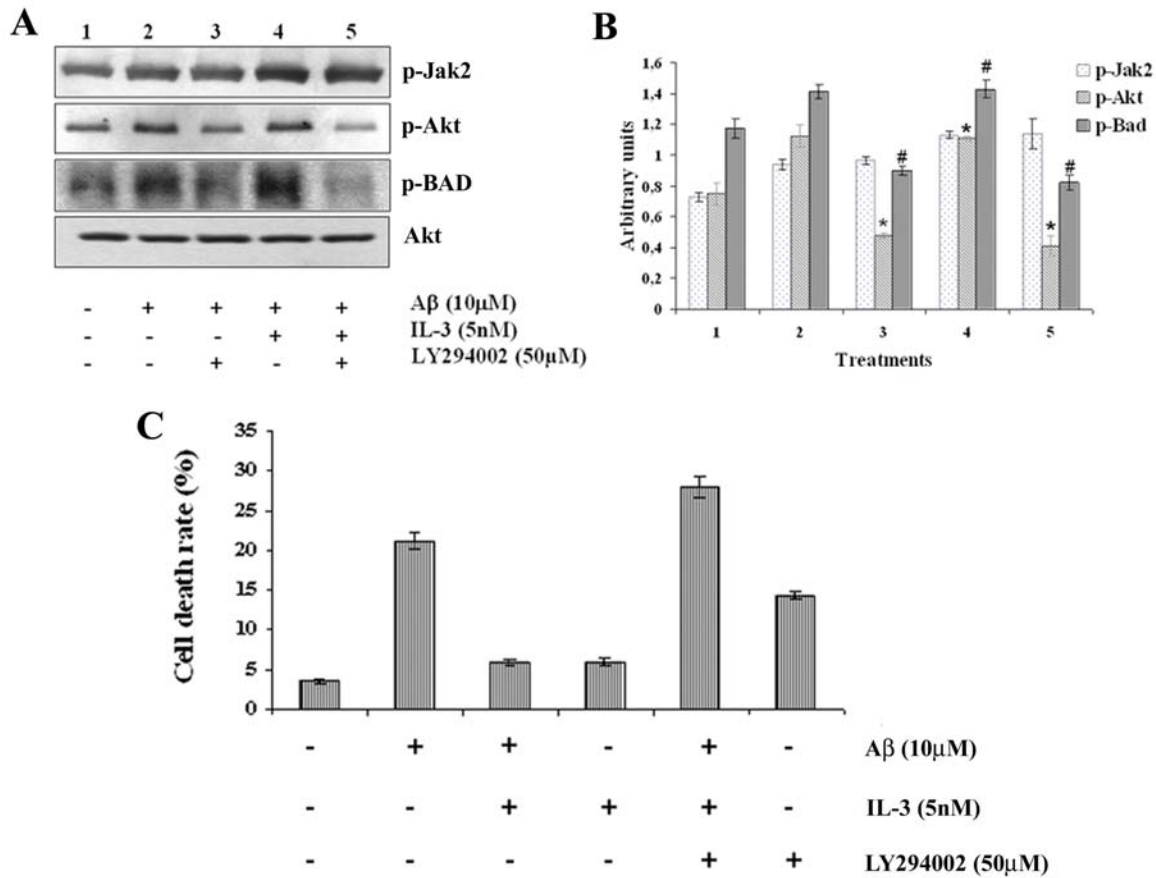 A
1 2 3 4 5
p-Jak2
p-Akt
p-BAD
Akt
- + + + + Aβ (10μM)
- - - + + IL-3 (5nM)
- - + - + LY294002 (50μM)
B
1,6
1,4
1,2
1
0,8
0,6
0,4
0,2
0
Arbitrary units
# * # * # *
1 2 3 4 5
Treatments
p-Jak2
p-Akt
p-Bad
C
35
30
25
20
15
10
5
0
Cell death rate (%)
- + + - + - Aβ (10μM)
- - + + + - IL-3 (5nM)
- - - - + + LY294002 (50μM)